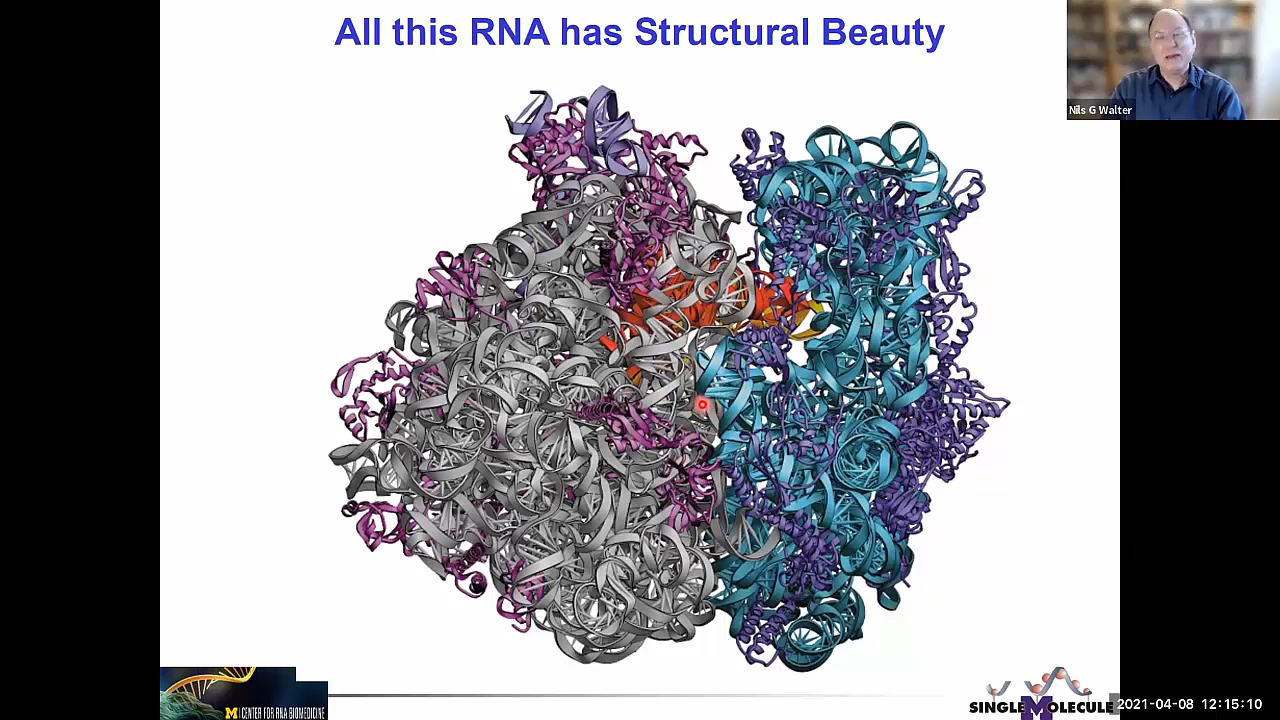 All this RNA has Structural Beauty
Nils G Walter
M | CENTER FOR RNA BIOMEDICINE
SINGLE MOLECULE
2021-04-08 12:15:10